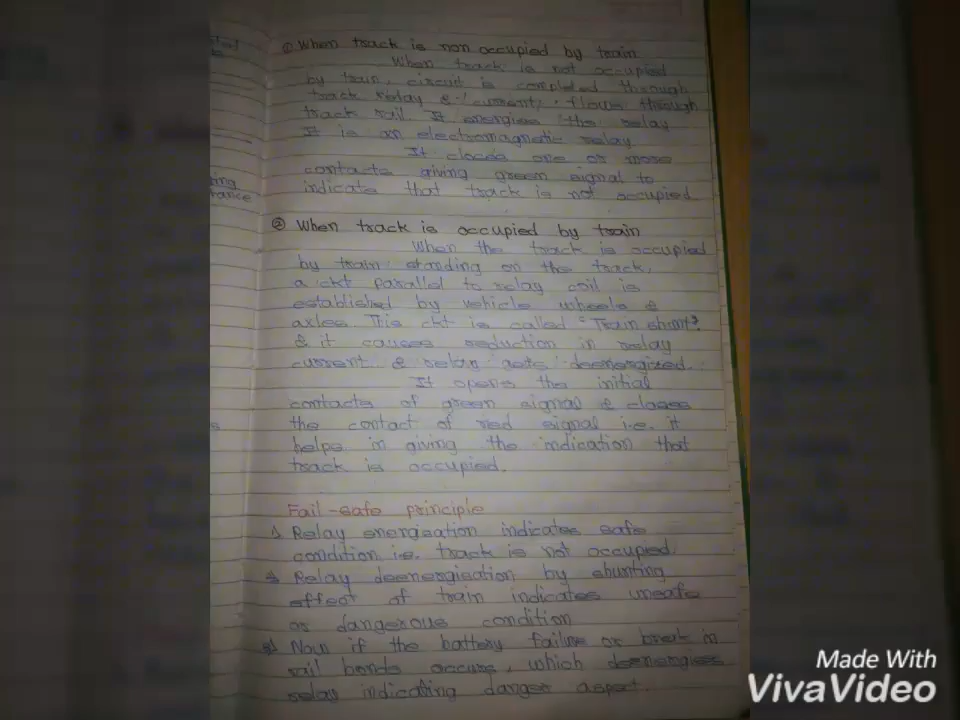 ① When track is non occupied by train
When track is not occupied
by train, circuit is completed through
track relay & current flows through
track rail. It energises the relay
It is an electromagnetic relay
It closes one or more
contacts giving green signal to
indicate that track is not occupied
② When track is occupied by train
When the track is occupied
by train standing on the track,
a ckt parallel to relay coil is
established by vehicle wheels &
axles. This ckt is called "Train shunt"
& it causes reduction in relay
current & relay gets deenergized.
It opens the initial
contacts of green signal & closes
the contact of red signal i.e. it
helps in giving the indication that
track is occupied.
Fail-safe principle
Relay energisation indicates safe
condition i.e. track is not occupied.
Relay deenergisation by shunting
effect of train indicates unsafe
or dangerous condition
Now if the battery failure or break in
rail bonds occurs, which deenergises
relay indicating danger aspect.
rance
Made With
VivaVideo